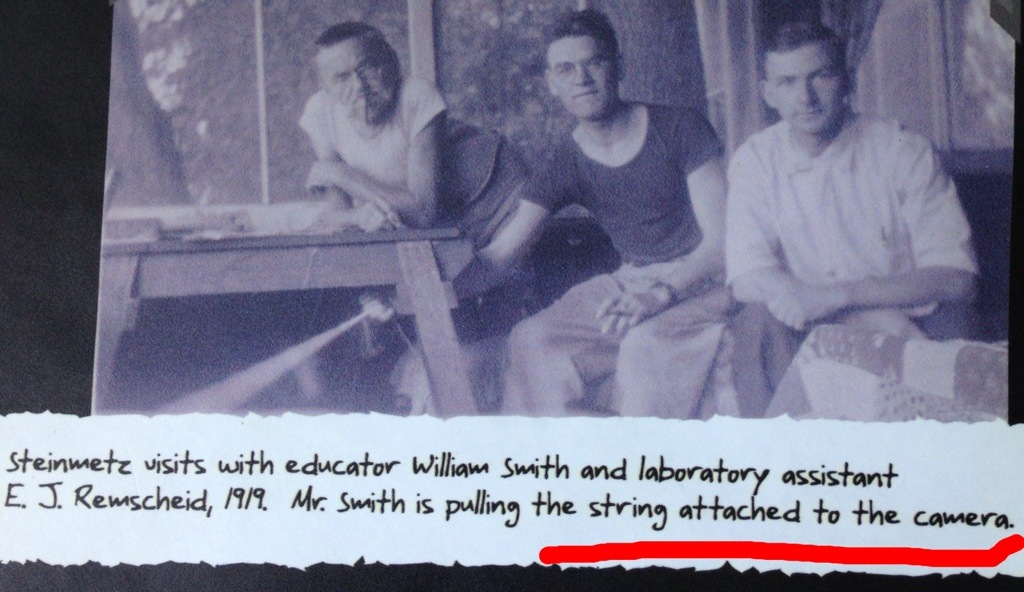 Steinmetz visits with educator William Smith and laboratory assistant
E. J. Remscheid, 1919. Mr. Smith is pulling the string attached to the camera.